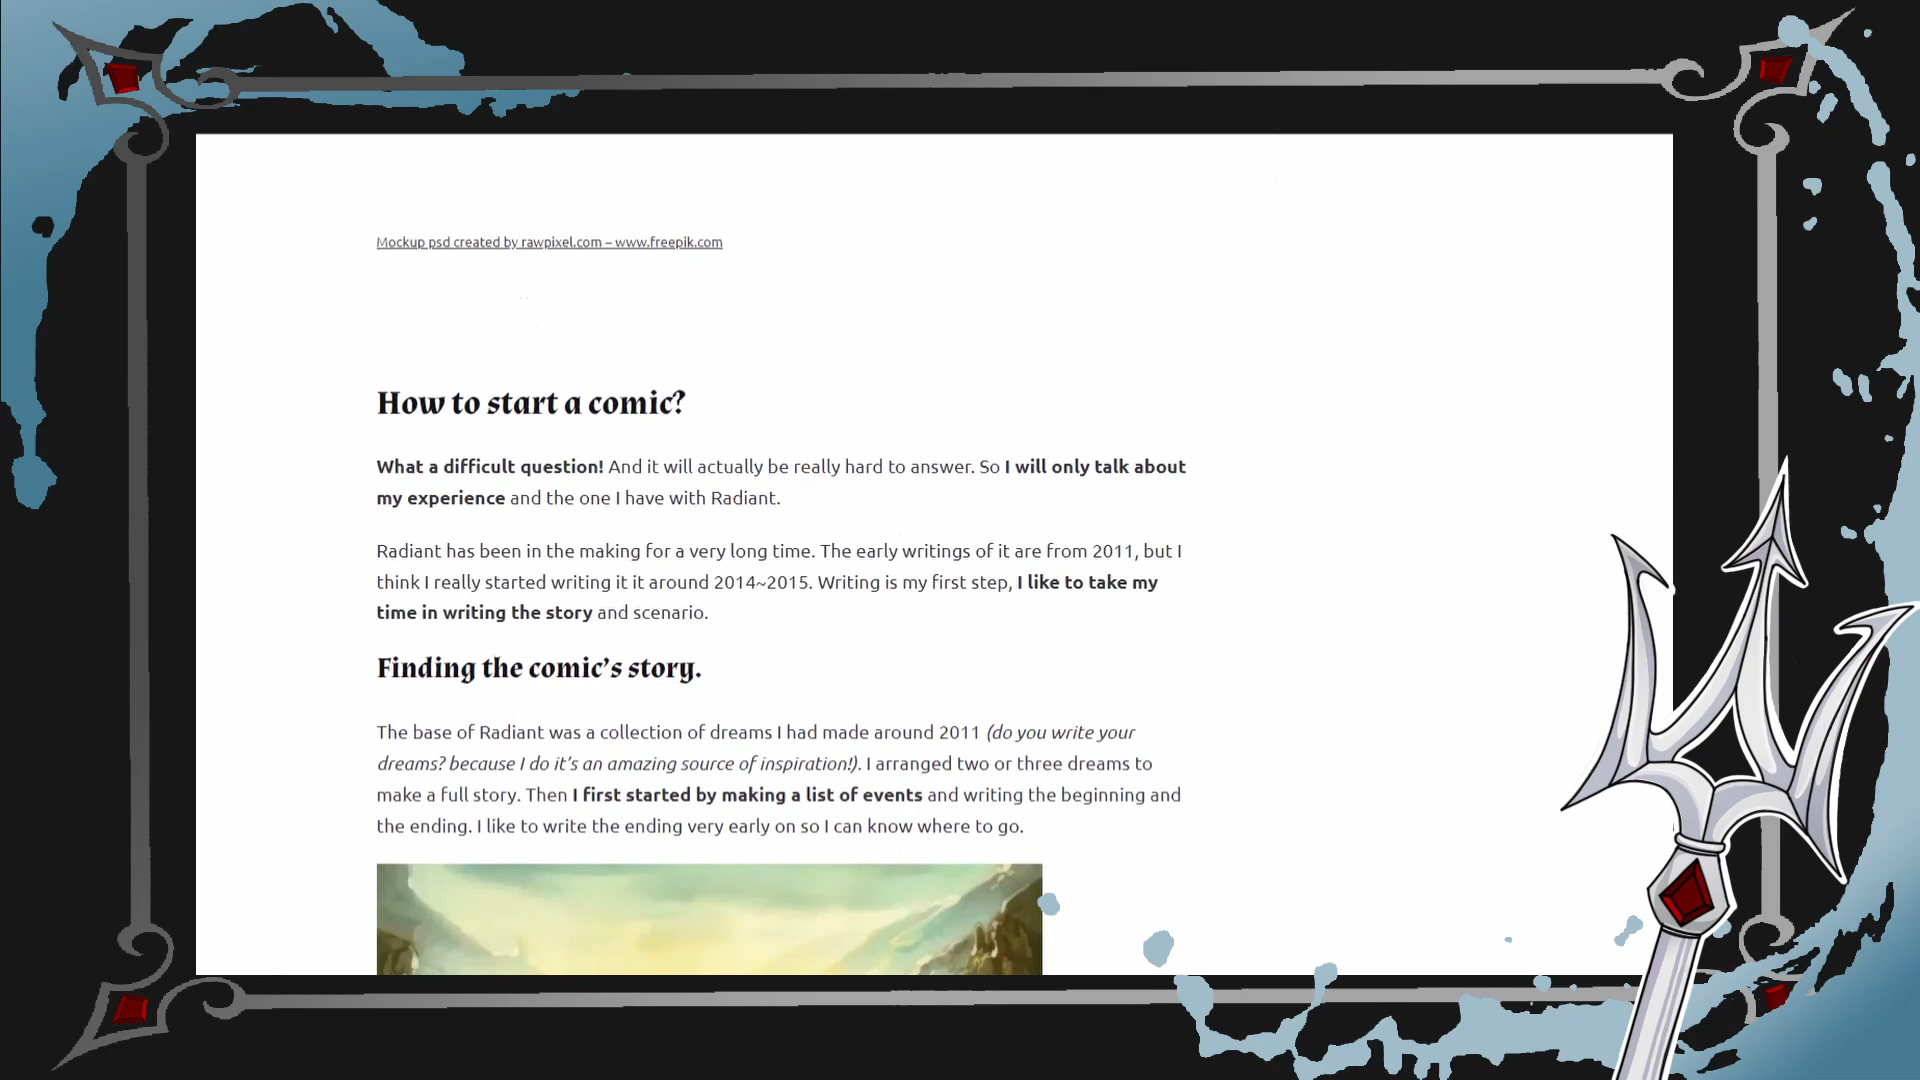 Mockup psd created by rawpixel.com – www.freepik.com
How to start a comic?
What a difficult question! And it will actually be really hard to answer. So I will only talk about
my experience and the one I have with Radiant.
Radiant has been in the making for a very long time. The early writings of it are from 2011, but I
think I really started writing it it around 2014~2015. Writing is my first step, I like to take my
time in writing the story and scenario.
Finding the comic’s story.
The base of Radiant was a collection of dreams I had made around 2011 (do you write your
dreams? because I do it’s an amazing source of inspiration!). I arranged two or three dreams to
make a full story. Then I first started by making a list of events and writing the beginning and
the ending. I like to write the ending very early on so I can know where to go.